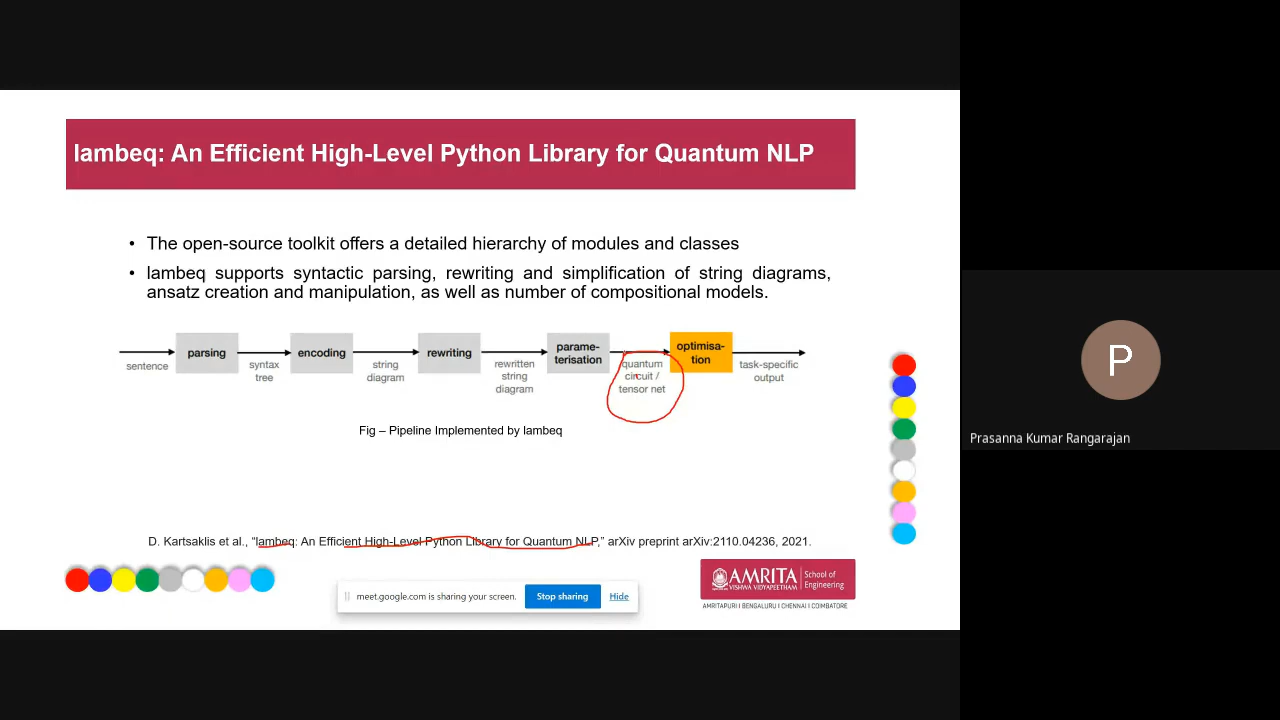 lambeq: An Efficient High-Level Python Library for Quantum NLP
• The open-source toolkit offers a detailed hierarchy of modules and classes
• lambeq supports syntactic parsing, rewriting and simplification of string diagrams,
ansatz creation and manipulation, as well as number of compositional models.
sentence
parsing
syntax
tree
encoding
string
diagram
rewriting
rewritten
string
diagram
parame-
terisation
quantum
circuit /
tensor net
optimisa-
tion
task-specific
output
Fig – Pipeline Implemented by lambeq
P
Prasanna Kumar Rangarajan
D. Kartsaklis et al., “lambeq: An Efficient High-Level Python Library for Quantum NLP,” arXiv preprint arXiv:2110.04236, 2021.
meet.google.com is sharing your screen.
Stop sharing
Hide
AMRITA
VISHWA VIDYAPEETHAM
School of
Engineering
AMRITAPURI I BENGALURU I CHENNAI I COIMBATORE